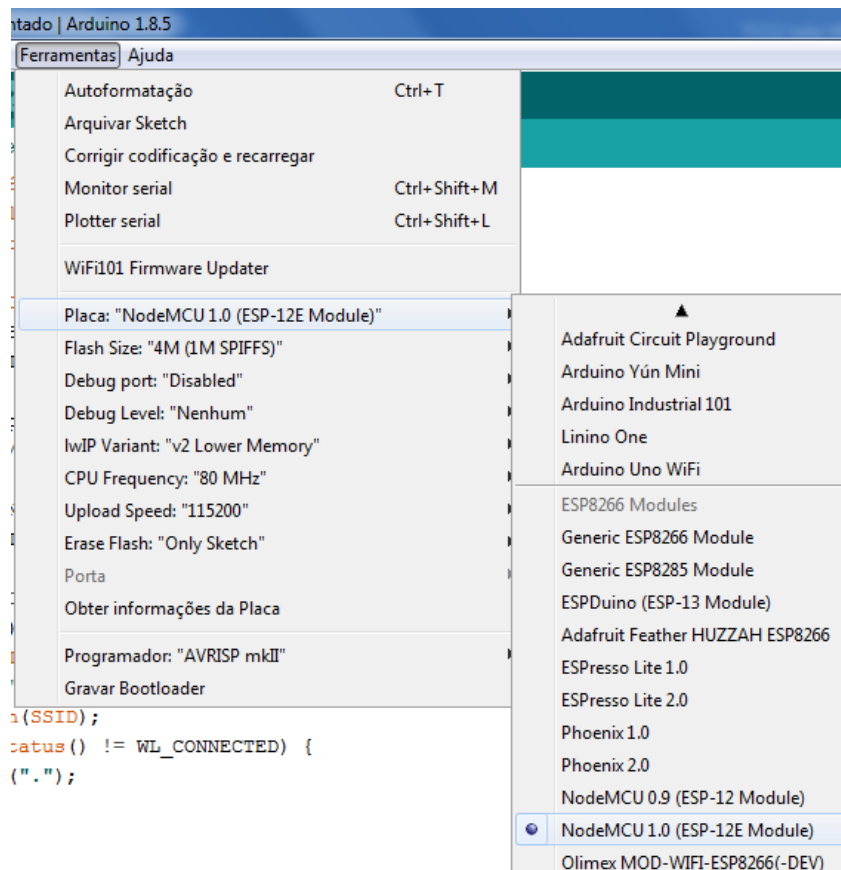 ntado | Arduino 1.8.5
Ferramentas Ajuda
Autoformatação Ctrl+T
Arquivar Sketch
Corrigir codificação e recarregar
Monitor serial Ctrl+Shift+M
Plotter serial Ctrl+Shift+L
WiFi101 Firmware Updater
Placa: "NodeMCU 1.0 (ESP-12E Module)"
Flash Size: "4M (1M SPIFFS)"
Debug port: "Disabled"
Debug Level: "Nenhum"
lwIP Variant: "v2 Lower Memory"
CPU Frequency: "80 MHz"
Upload Speed: "115200"
Erase Flash: "Only Sketch"
Porta
Obter informações da Placa
Programador: "AVRISP mkII"
Gravar Bootloader
Adafruit Circuit Playground
Arduino Yún Mini
Arduino Industrial 101
Linino One
Arduino Uno WiFi
ESP8266 Modules
Generic ESP8266 Module
Generic ESP8285 Module
ESPDuino (ESP-13 Module)
Adafruit Feather HUZZAH ESP8266
ESPresso Lite 1.0
ESPresso Lite 2.0
Phoenix 1.0
Phoenix 2.0
NodeMCU 0.9 (ESP-12 Module)
NodeMCU 1.0 (ESP-12E Module)
Olimex MOD-WIFI-ESP8266(-DEV)
n(SSID);
tatus() != WL_CONNECTED) {
(".");